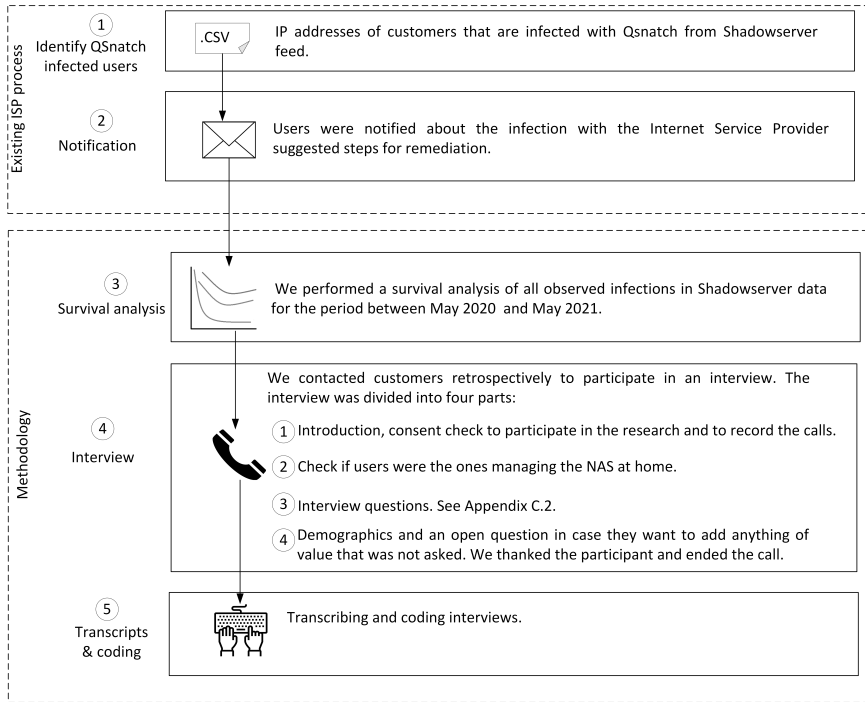 Existing ISP process
1
Identify QSnatch
infected users
.CSV
IP addresses of customers that are infected with Qsnatch from Shadowserver
feed.
2
Notification
Users were notified about the infection with the Internet Service Provider
suggested steps for remediation.
Methodology
3
Survival analysis
We performed a survival analysis of all observed infections in Shadowserver data
for the period between May 2020 and May 2021.
4
Interview
We contacted customers retrospectively to participate in an interview. The
interview was divided into four parts:
1 Introduction, consent check to participate in the research and to record the calls.
2 Check if users were the ones managing the NAS at home.
3 Interview questions. See Appendix C.2.
4 Demographics and an open question in case they want to add anything of
value that was not asked. We thanked the participant and ended the call.
5
Transcripts
& coding
Transcribing and coding interviews.